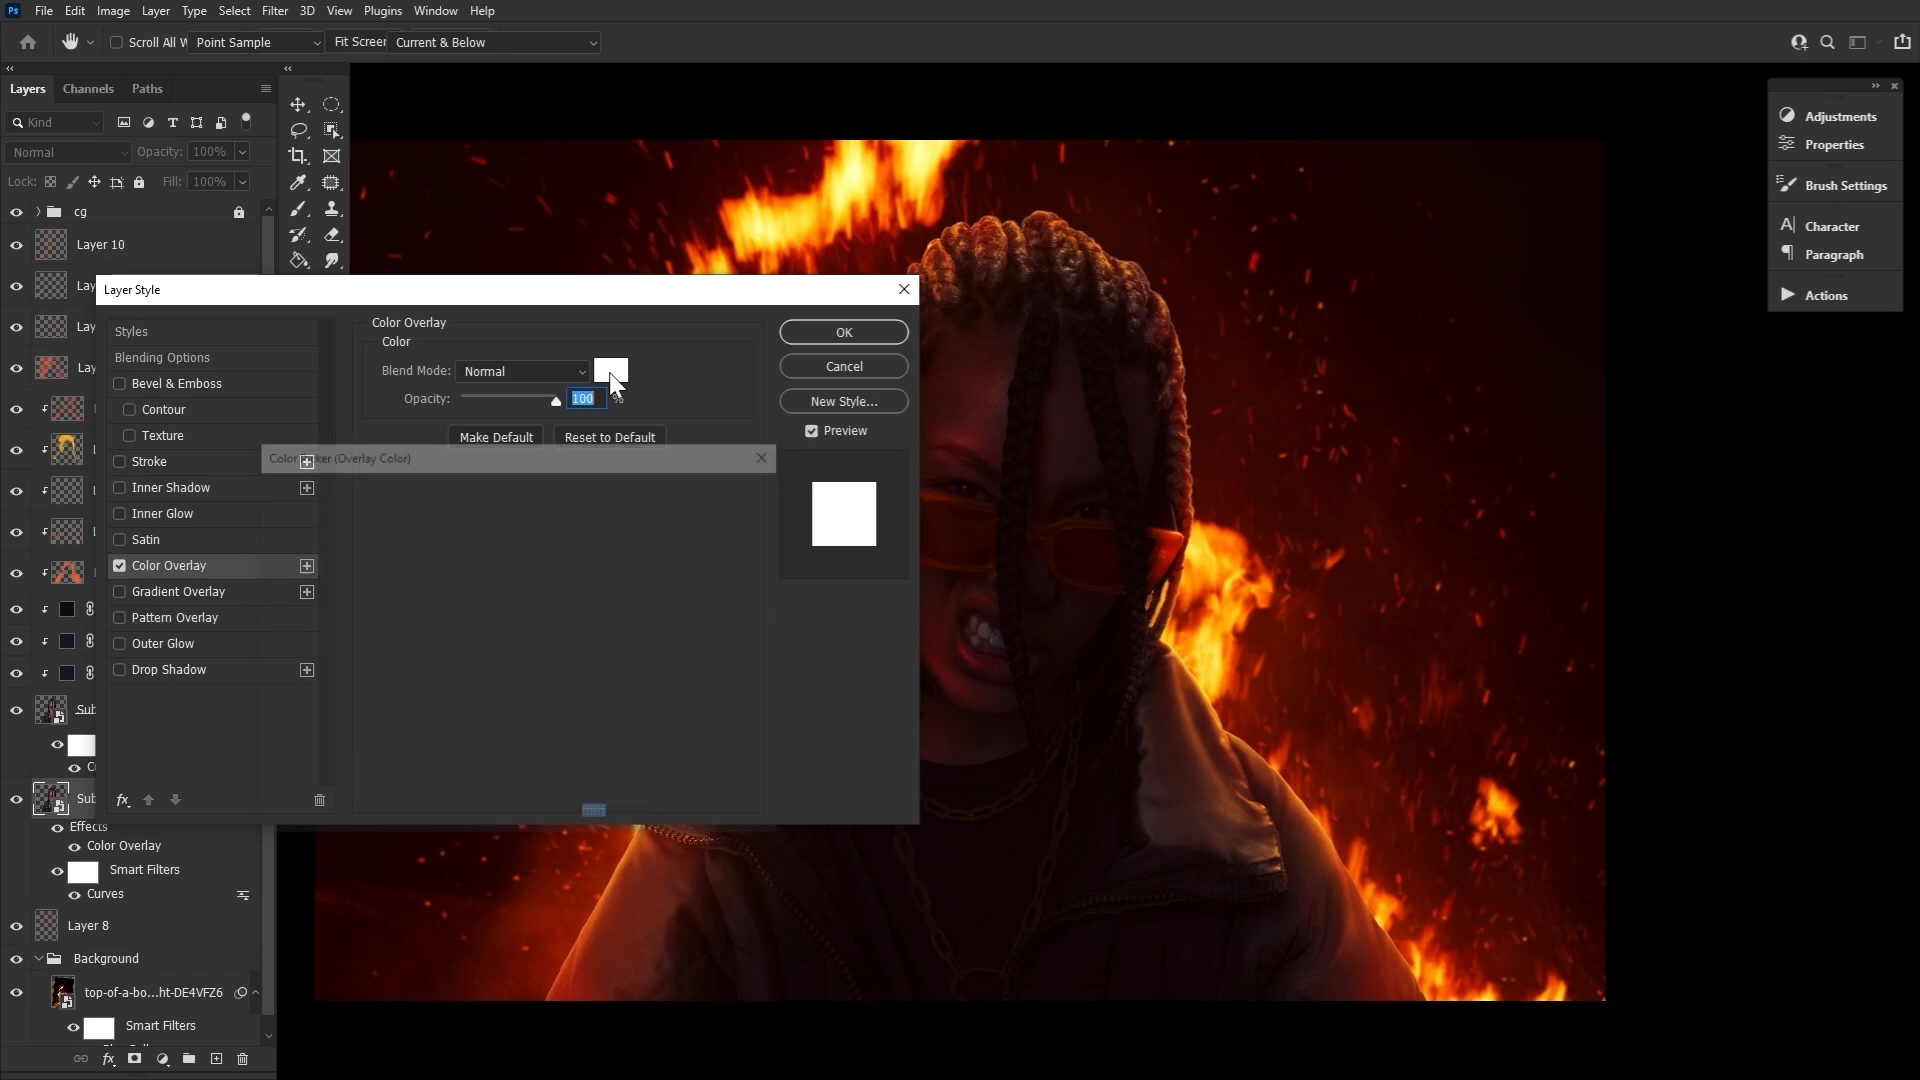 Ps File Edit Image Layer Type Select Filter 3D View Plugins Window Help
Scroll All W Point Sample Fit Screen Current & Below
Layers Channels Paths
Kind
Normal Opacity: 100%
Lock: Fill: 100%
cg
Layer 10
Lay
Lay
Lay
Sub
Sub
Effects
Color Overlay
Smart Filters
Curves
Layer 8
Background
top-of-a-bo...ht-DE4VFZ6
Smart Filters
fx
Layer Style
Styles
Blending Options
Bevel & Emboss
Contour
Texture
Stroke
Inner Shadow
Inner Glow
Satin
Color Overlay
Gradient Overlay
Pattern Overlay
Outer Glow
Drop Shadow
fx
Color Overlay
Color
Blend Mode: Normal
Opacity: 100 %
Make Default Reset to Default
Color Picker (Overlay Color)
OK
Cancel
New Style...
Preview
Adjustments
Properties
Brush Settings
Character
Paragraph
Actions